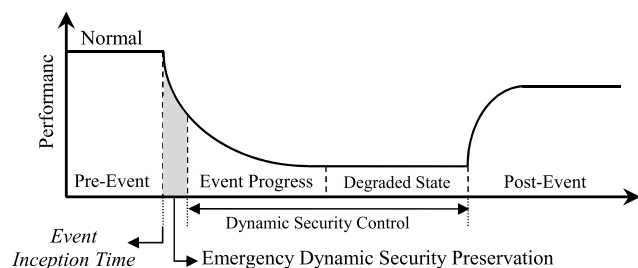 Normal
Performanc
Pre-Event
Event Progress
Degraded State
Post-Event
Dynamic Security Control
Event
Inception Time
Emergency Dynamic Security Preservation